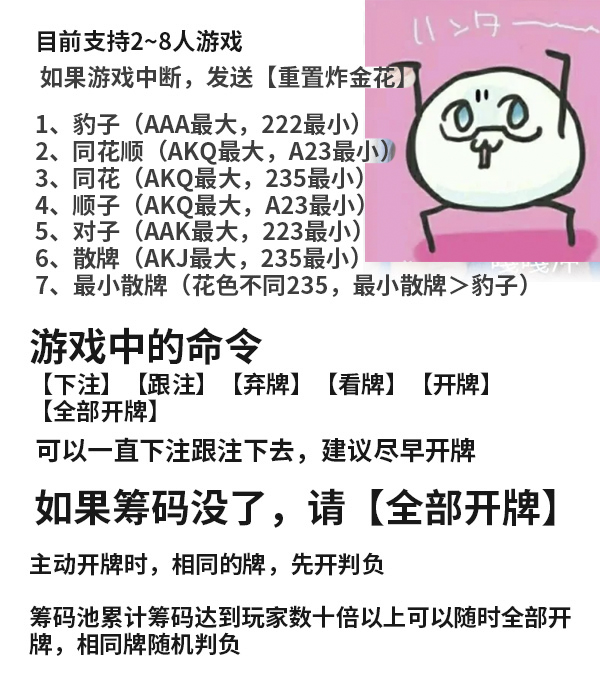 目前支持2~8人游戏
如果游戏中断，发送【重置炸金花】
1、豹子（AAA最大，222最小）
2、同花顺（AKQ最大，A23最小）
3、同花（AKQ最大，235最小）
4、顺子（AKQ最大，A23最小）
5、对子（AAK最大，223最小）
6、散牌（AKJ最大，235最小）
7、最小散牌（花色不同235，最小散牌＞豹子）
游戏中的命令
【下注】【跟注】【弃牌】【看牌】【开牌】
【全部开牌】
可以一直下注跟注下去，建议尽早开牌
如果筹码没了，请【全部开牌】
主动开牌时，相同的牌，先开判负
筹码池累计筹码达到玩家数十倍以上可以随时全部开
牌，相同牌随机判负